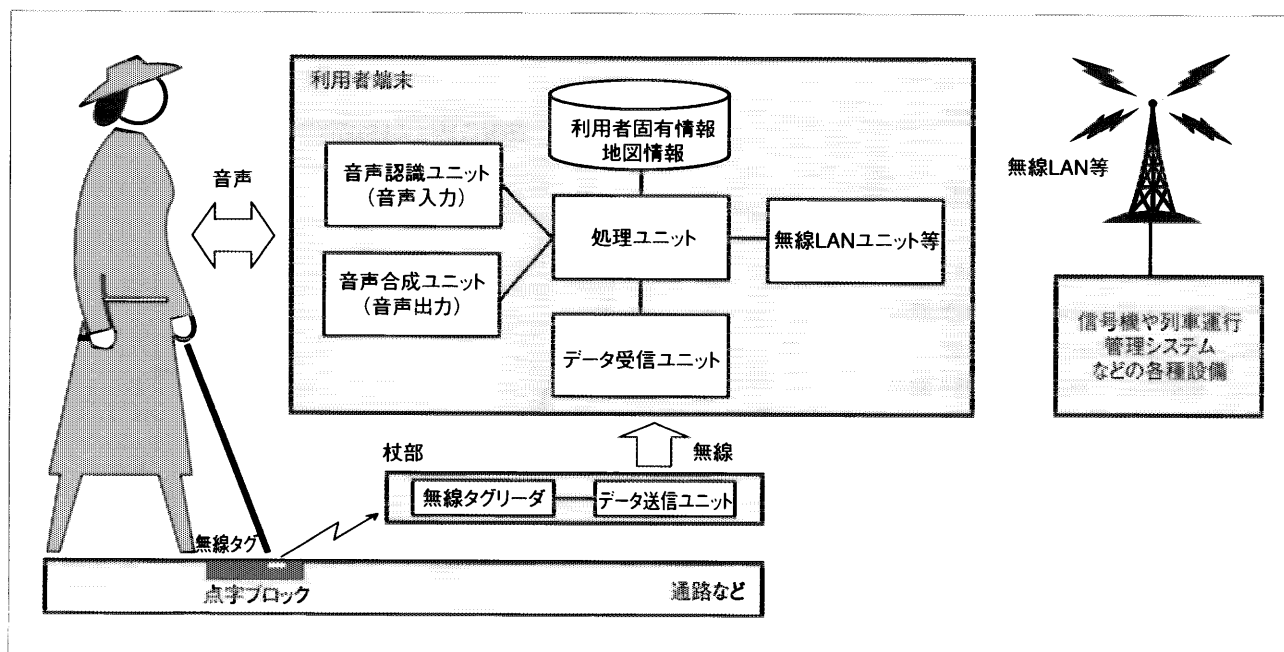 利用者端末
利用者固有情報
地図情報
音声認識ユニット
(音声入力)
音声
処理ユニット
無線LANユニット等
音声合成ユニット
(音声出力)
データ受信ユニット
無線LAN等
信号機や列車運行
管理システム
などの各種設備
杖部
無線
無線タグリーダ
データ送信ユニット
無線タグ
点字ブロック
通路など